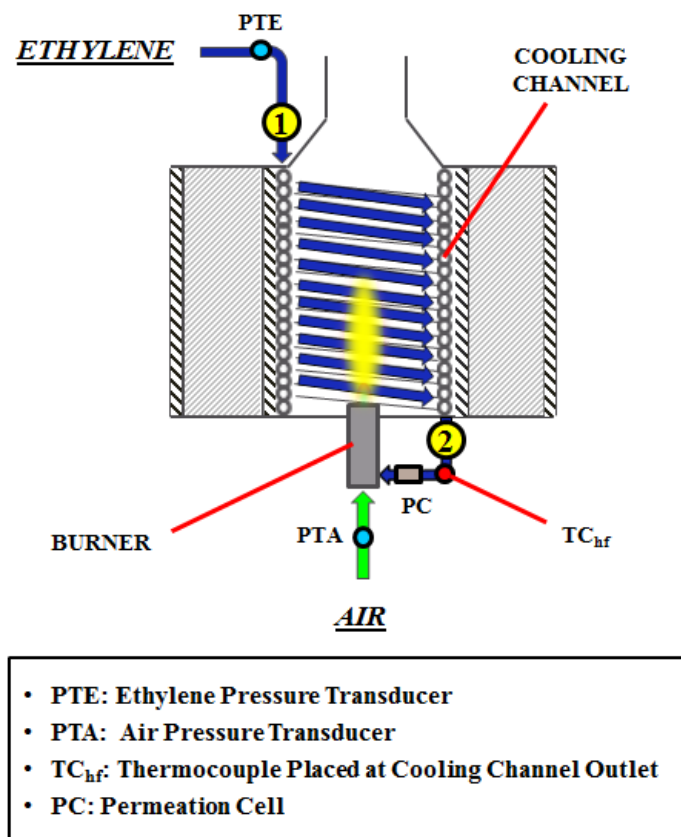 PTE
ETHYLENE
COOLING
CHANNEL
1
2
PC
BURNER
PTA
TChf
AIR
• PTE: Ethylene Pressure Transducer
• PTA: Air Pressure Transducer
• TChf: Thermocouple Placed at Cooling Channel Outlet
• PC: Permeation Cell